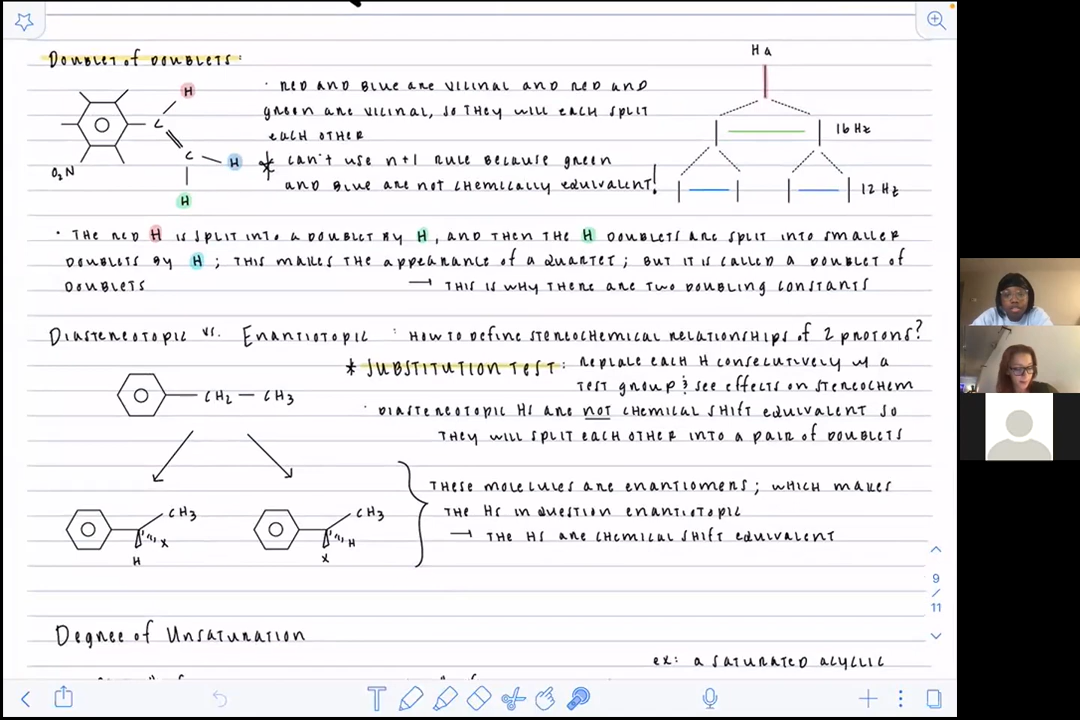 Doublet of Doublets:
H
C
C
H
H
O₂N
· Red and blue are vicinal and red and
green are vicinal, so they will each split
each other
* can't use n+1 rule because green
and blue are not chemically equivalent!
Ha
16 Hz
12 Hz
· The red H is split into a doublet by H, and then the H doublets are split into smaller
doublets by H; this makes the appearance of a quartet; but it is called a doublet of
doublets → this is why there are two doubling constants
Diastereotopic vs. Enantiotopic : How to define stereochemical relationships of 2 protons?
* Substitution Test: Replace each H consecutively w/ a
test group & see effects on stereochem
CH₂ — CH₃
· Diastereotopic Hs are not chemical shift equivalent so
they will split each other into a pair of doublets
CH₃
X
H
CH₃
H
X
These molecules are enantiomers; which makes
the Hs in question enantiotopic
→ the Hs are chemical shift equivalent
Degree of Unsaturation
ex: a saturated acyclic
9
/
11
T